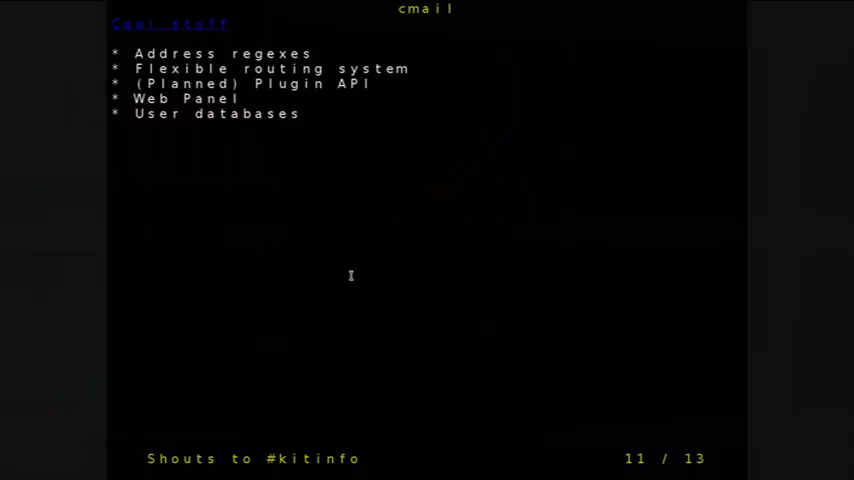 cmail
Cool stuff
* Address regexes
* Flexible routing system
* (Planned) Plugin API
* Web Panel
* User databases
Shouts to #kitinfo
11 / 13